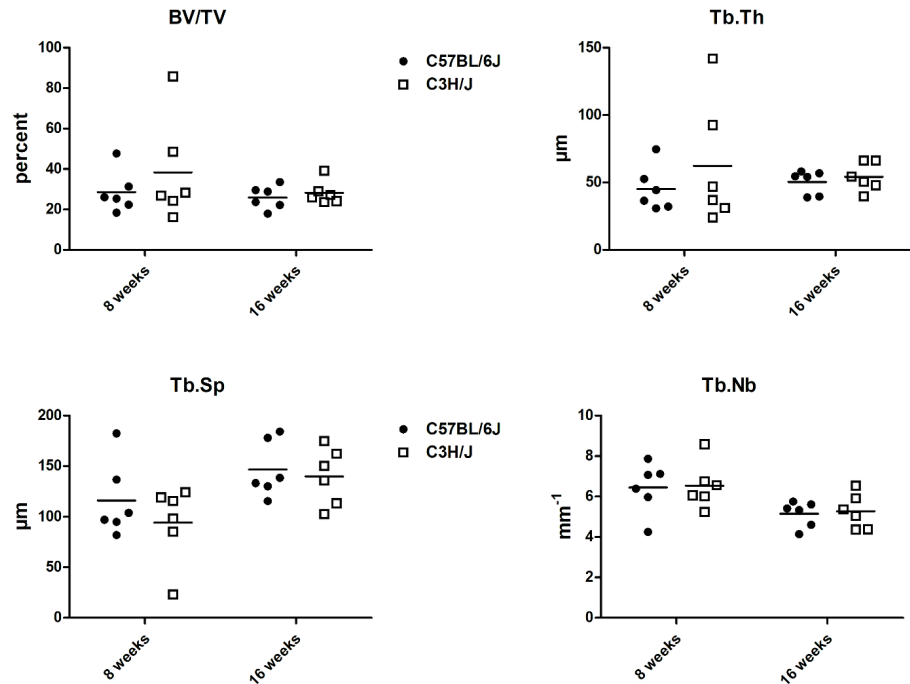 BV/TV
percent
100
80
60
40
20
0
8 weeks
16 weeks
C57BL/6J
C3H/J
Tb.Th
µm
150
100
50
0
8 weeks
16 weeks
Tb.Sp
µm
200
150
100
50
0
8 weeks
16 weeks
C57BL/6J
C3H/J
Tb.Nb
mm⁻¹
10
8
6
4
2
0
8 weeks
16 weeks